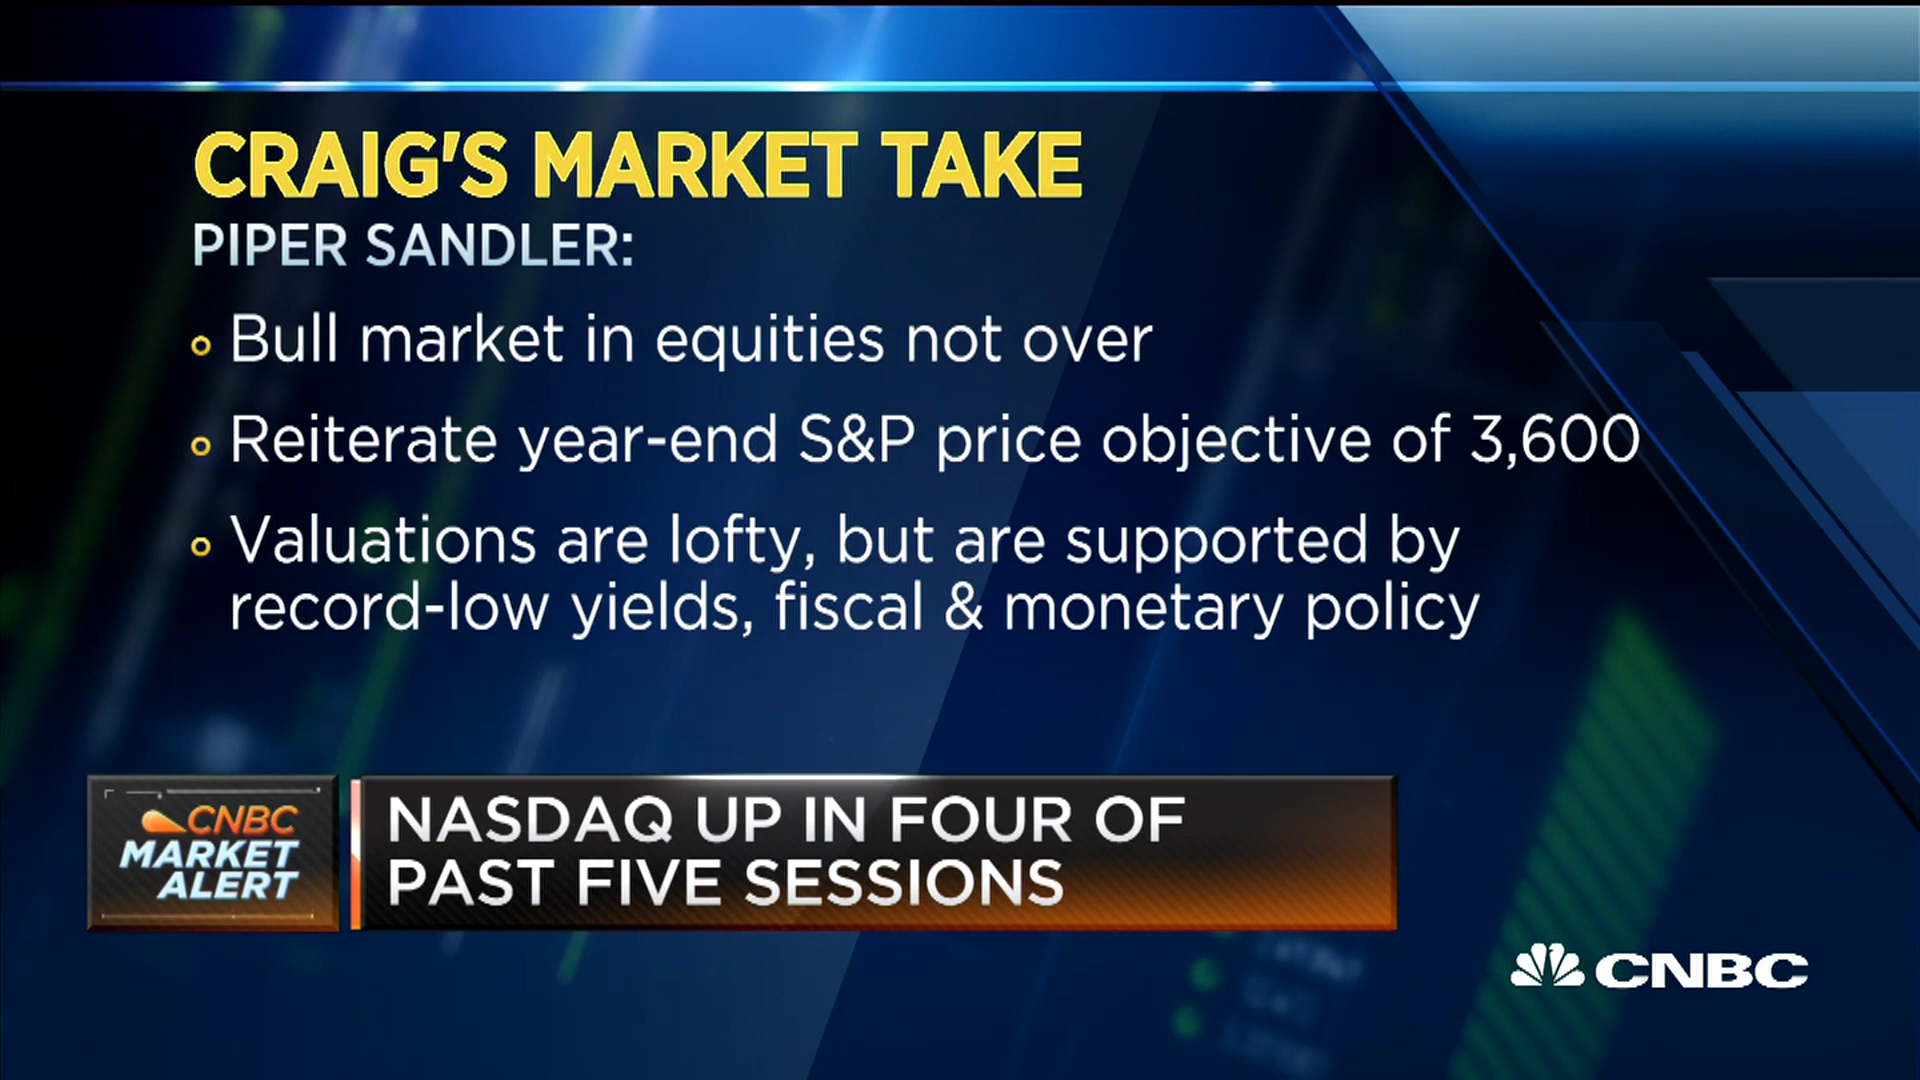 CRAIG'S MARKET TAKE
PIPER SANDLER:
Bull market in equities not over
Reiterate year-end S&P price objective of 3,600
Valuations are lofty, but are supported by
record-low yields, fiscal & monetary policy
CNBC
MARKET
ALERT
NASDAQ UP IN FOUR OF
PAST FIVE SESSIONS
CNBC